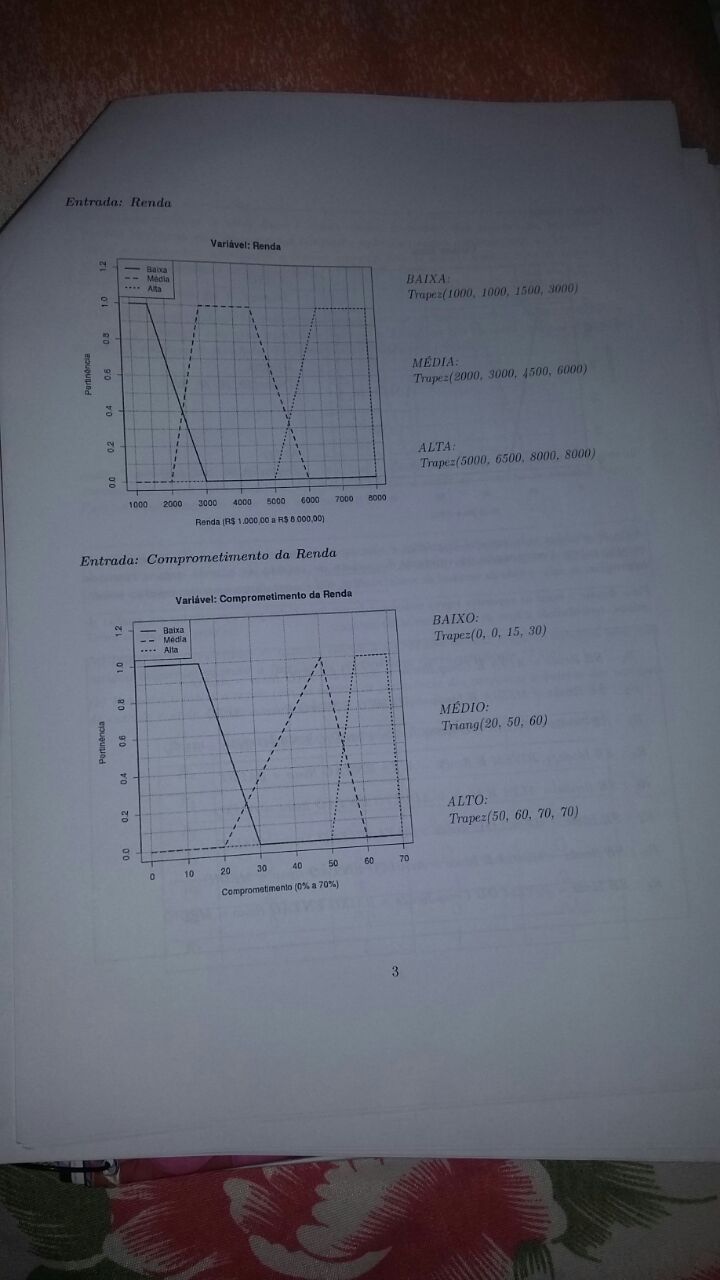 Entrada: Renda
Variável: Renda
Baixa
Média
Alta
1.2
1.0
0.8
0.6
0.4
0.2
0.0
Pertinência
1000 2000 3000 4000 5000 6000 7000 8000
Renda (R$ 1.000,00 a R$ 8.000,00)
BAIXA:
Trapez(1000, 1000, 1500, 3000)
MÉDIA:
Trapez(2000, 3000, 4500, 6000)
ALTA:
Trapez(5000, 6500, 8000, 8000)
Entrada: Comprometimento da Renda
Variável: Comprometimento da Renda
Baixa
Média
Alta
1.2
1.0
0.8
0.6
0.4
0.2
0.0
Pertinência
0 10 20 30 40 50 60 70
Comprometimento (0% a 70%)
BAIXO:
Trapez(0, 0, 15, 30)
MÉDIO:
Triang(20, 50, 60)
ALTO:
Trapez(50, 60, 70, 70)
3